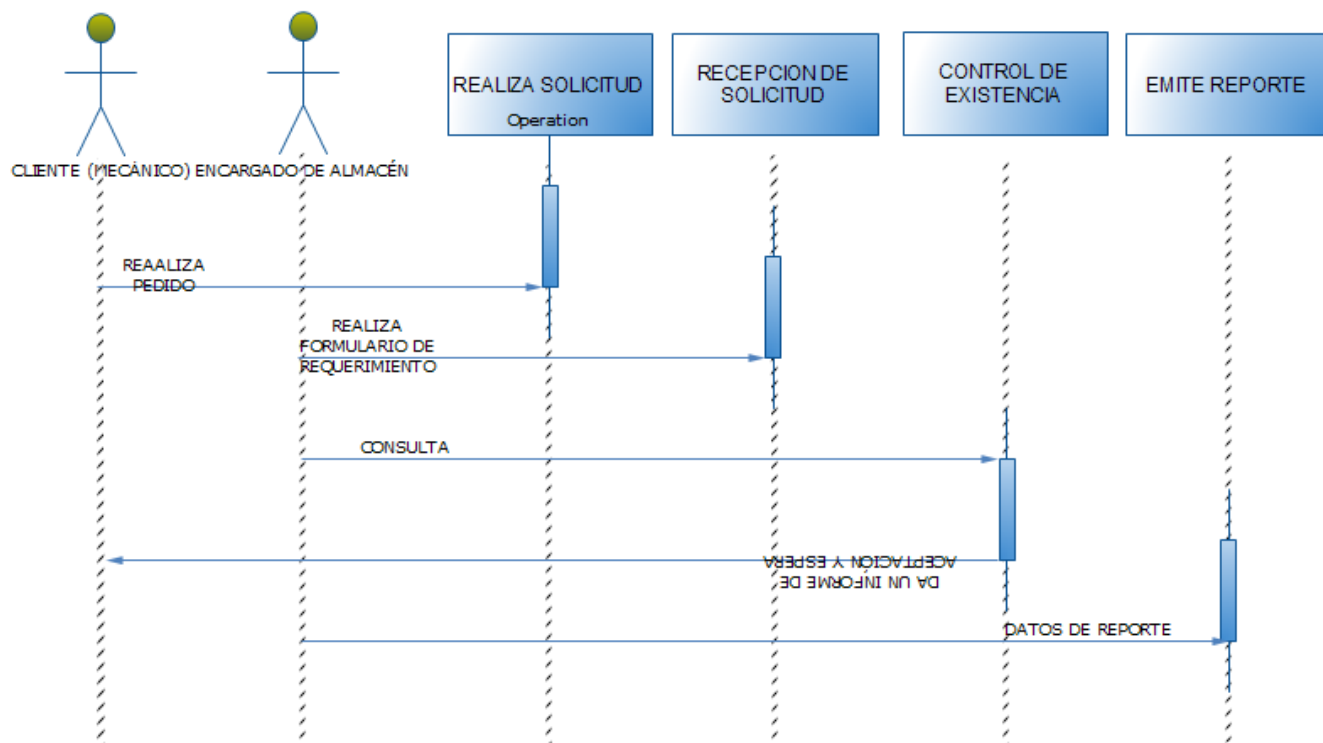 REALIZA SOLICITUD
Operation
RECEPCION DE
SOLICITUD
CONTROL DE
EXISTENCIA
EMITE REPORTE
CLIENTE (MECÁNICO)
ENCARGADO DE ALMACÉN
REAALIZA
PEDIDO
REALIZA
FORMULARIO DE
REQUERIMIENTO
CONSULTA
DA UN INFORME DE
ACEPTACIÓN Y ESPERA
DATOS DE REPORTE